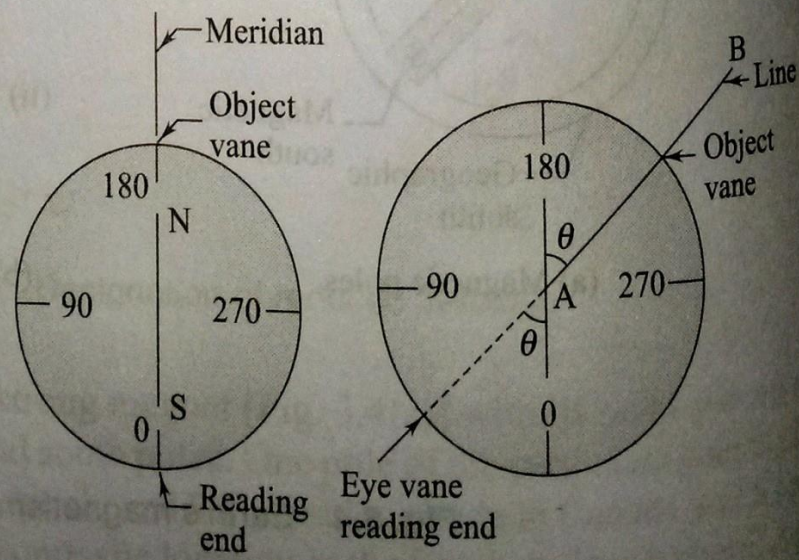 Meridian
Object
vane
180
N
90
270
S
0
Reading
end
B
Line
Object
vane
180
θ
90
A
270
θ
0
Eye vane
reading end